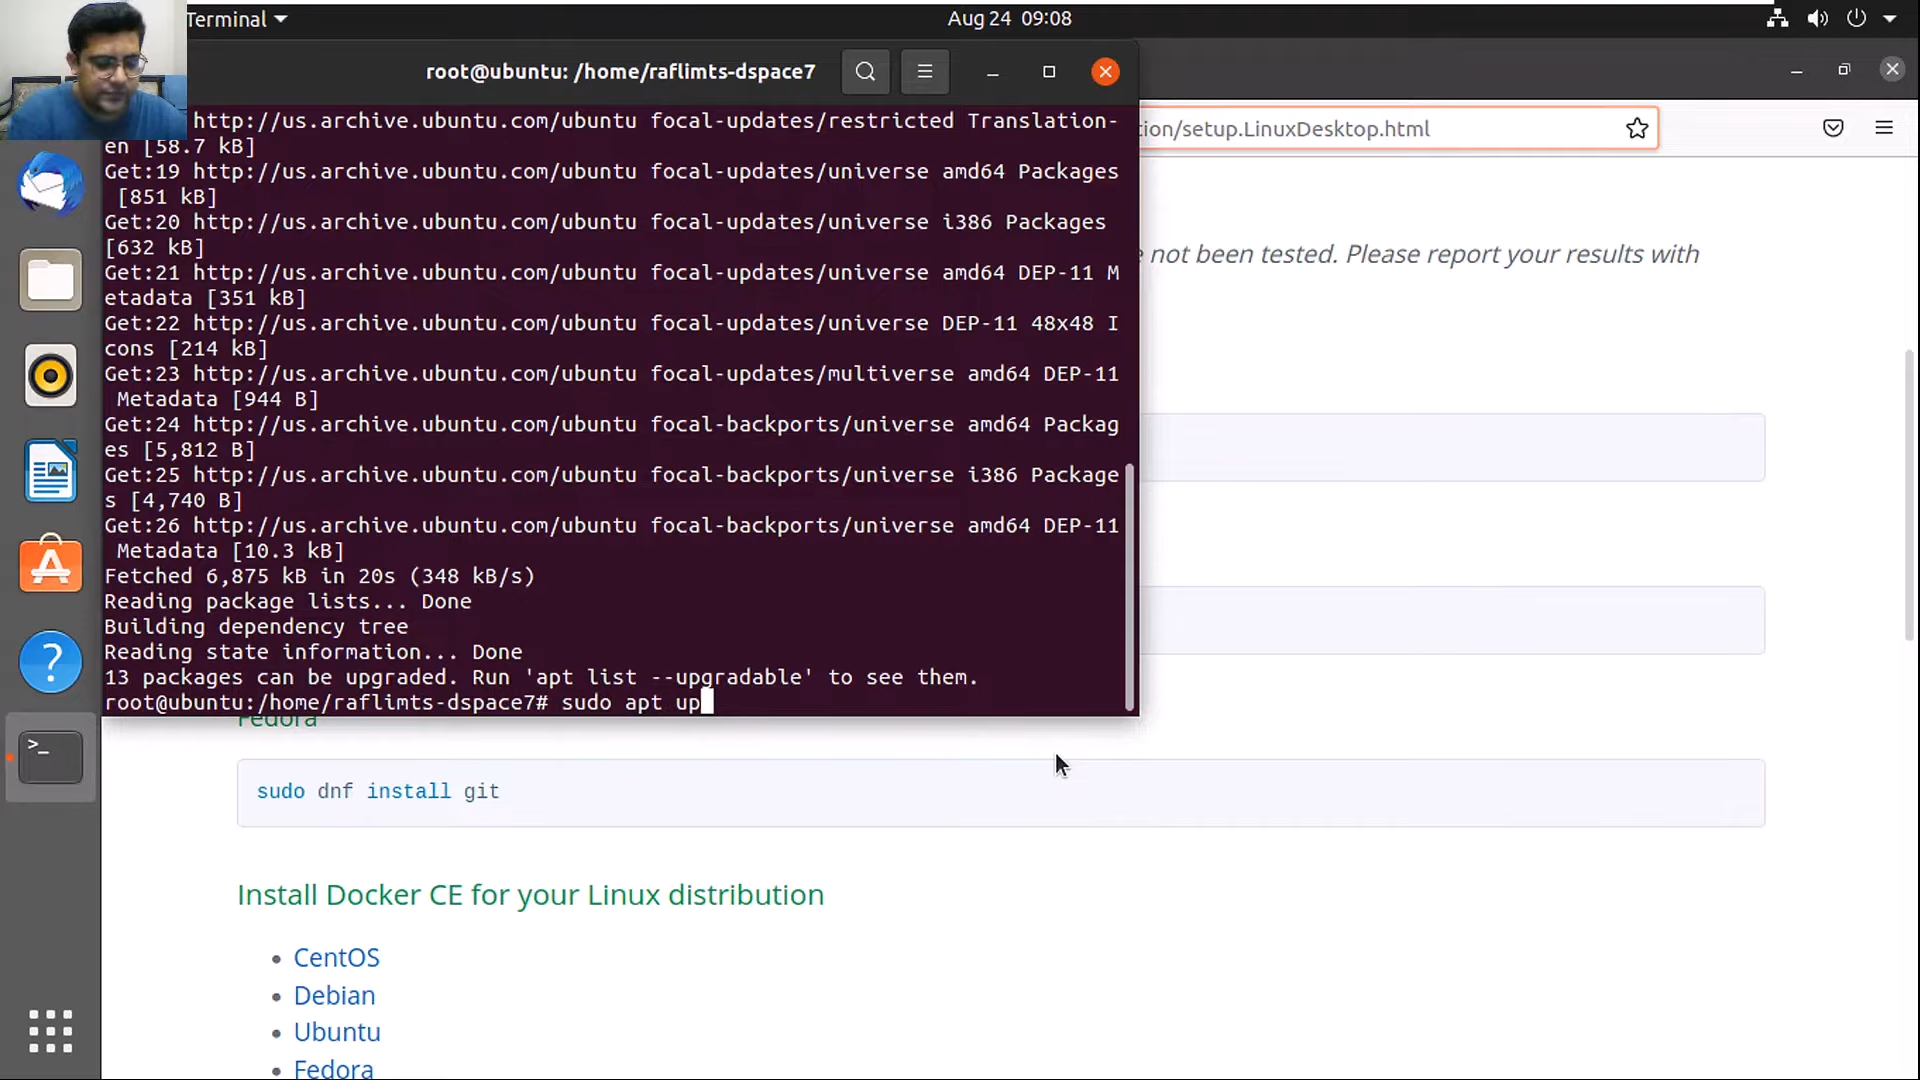 Terminal
Aug 24 09:08
root@ubuntu: /home/raflimts-dspace7
tion/setup.LinuxDesktop.html
http://us.archive.ubuntu.com/ubuntu focal-updates/restricted Translation-
en [58.7 kB]
Get:19 http://us.archive.ubuntu.com/ubuntu focal-updates/universe amd64 Packages
[851 kB]
Get:20 http://us.archive.ubuntu.com/ubuntu focal-updates/universe i386 Packages
[632 kB]
Get:21 http://us.archive.ubuntu.com/ubuntu focal-updates/universe amd64 DEP-11 M
etadata [351 kB]
Get:22 http://us.archive.ubuntu.com/ubuntu focal-updates/universe DEP-11 48x48 I
cons [214 kB]
Get:23 http://us.archive.ubuntu.com/ubuntu focal-updates/multiverse amd64 DEP-11
Metadata [944 B]
Get:24 http://us.archive.ubuntu.com/ubuntu focal-backports/universe amd64 Packag
es [5,812 B]
Get:25 http://us.archive.ubuntu.com/ubuntu focal-backports/universe i386 Package
s [4,740 B]
Get:26 http://us.archive.ubuntu.com/ubuntu focal-backports/universe amd64 DEP-11
Metadata [10.3 kB]
Fetched 6,875 kB in 20s (348 kB/s)
Reading package lists... Done
Building dependency tree
Reading state information... Done
13 packages can be upgraded. Run 'apt list --upgradable' to see them.
root@ubuntu:/home/raflimts-dspace7# sudo apt up
not been tested. Please report your results with
Fedora
sudo dnf install git
Install Docker CE for your Linux distribution
CentOS
Debian
Ubuntu
Fedora